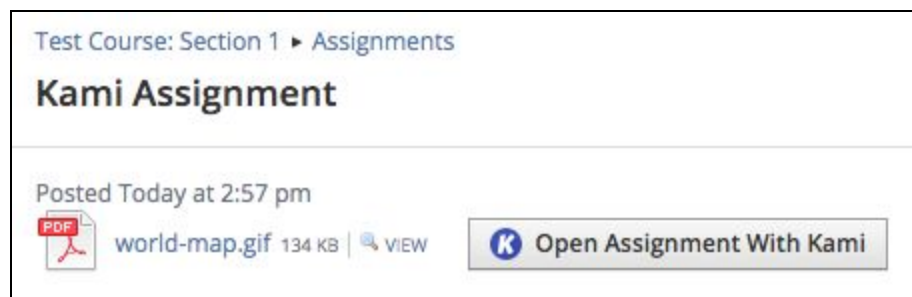 Test Course: Section 1 ▸ Assignments
Kami Assignment
Posted Today at 2:57 pm
PDF world-map.gif 134 KB | VIEW K Open Assignment With Kami